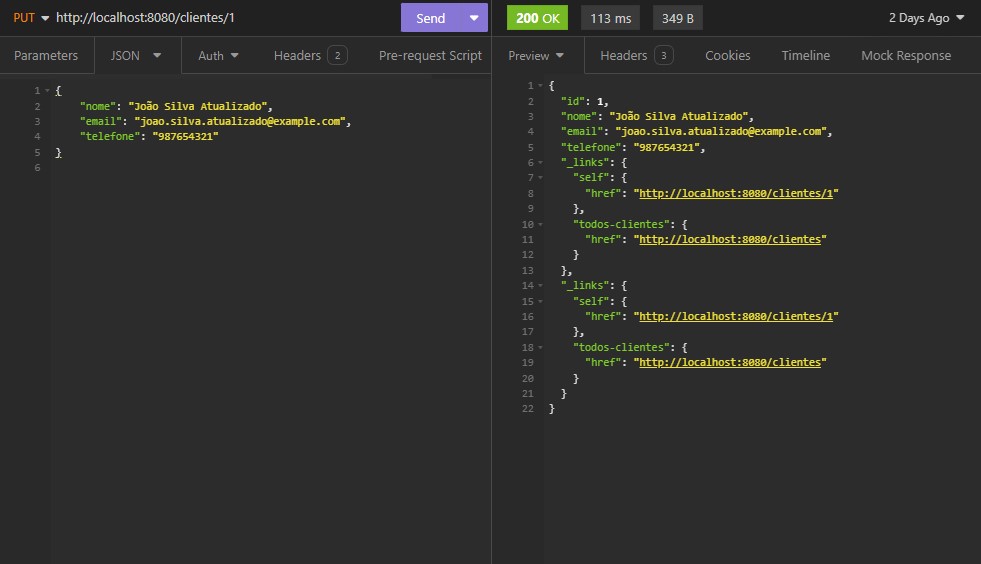 PUT http://localhost:8080/clientes/1 Send
Parameters JSON Auth Headers 2 Pre-request Script
1 {
2 "nome": "João Silva Atualizado",
3 "email": "joao.silva.atualizado@example.com",
4 "telefone": "987654321"
5 }
6
200 OK 113 ms 349 B 2 Days Ago
Preview Headers 3 Cookies Timeline Mock Response
1 {
2 "id": 1,
3 "nome": "João Silva Atualizado",
4 "email": "joao.silva.atualizado@example.com",
5 "telefone": "987654321",
6 "_links": {
7 "self": {
8 "href": "http://localhost:8080/clientes/1"
9 },
10 "todos-clientes": {
11 "href": "http://localhost:8080/clientes"
12 }
13 },
14 "_links": {
15 "self": {
16 "href": "http://localhost:8080/clientes/1"
17 },
18 "todos-clientes": {
19 "href": "http://localhost:8080/clientes"
20 }
21 }
22 }